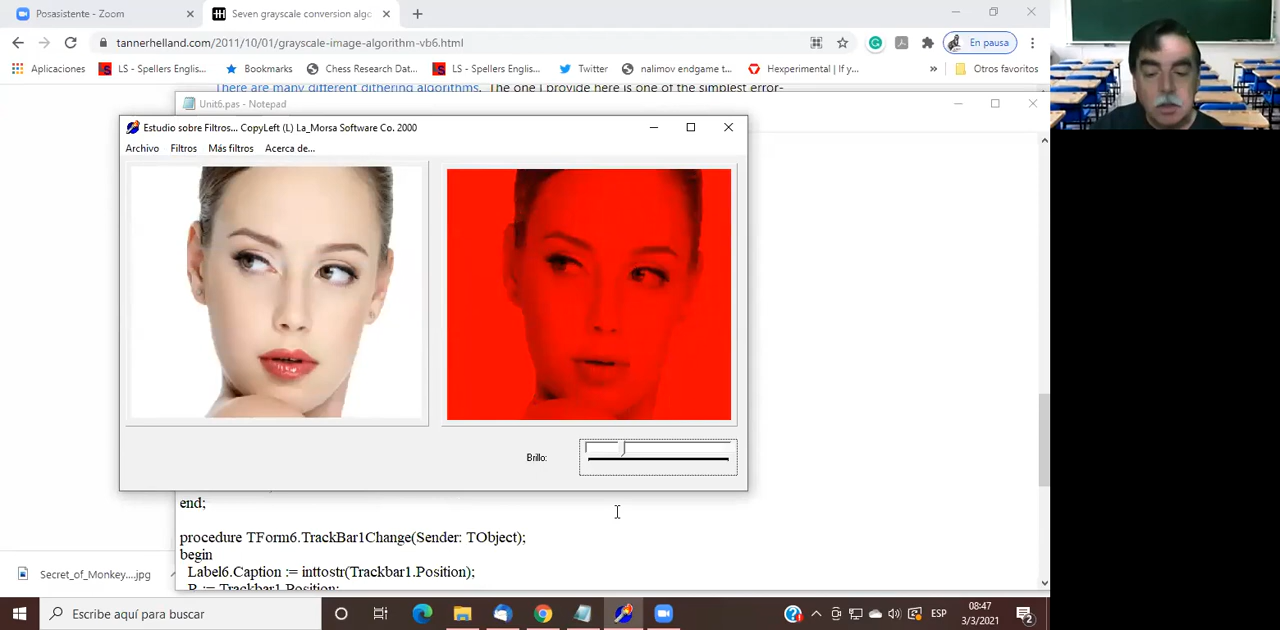 Posasistente - Zoom
Seven grayscale conversion algo
tannerhelland.com/2011/10/01/grayscale-image-algorithm-vb6.html
En pausa
Aplicaciones
LS - Spellers Englis...
Bookmarks
Chess Research Dat...
LS - Spellers Englis...
Twitter
nalimov endgame t...
Hexperimental | If y...
»
Otros favoritos
There are many different dithering algorithms. The one I provide here is one of the simplest error-
Unit6.pas - Notepad
Estudio sobre Filtros... CopyLeft (L) La_Morsa Software Co. 2000
Archivo Filtros Más filtros Acerca de...
Brillo:
end;
procedure TForm6.TrackBar1Change(Sender: TObject);
begin
Label6.Caption := inttostr(Trackbar1.Position);
R := Trackbar1.Position;
Secret_of_Monkey....jpg
Escribe aquí para buscar
ESP
08:47
3/3/2021
2